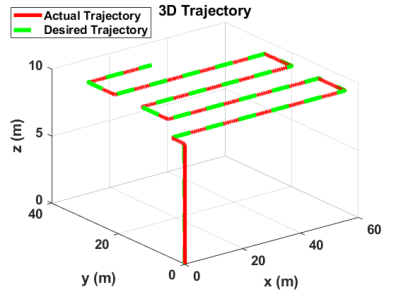 3D Trajectory
Actual Trajectory
Desired Trajectory
10
5
0
z (m)
40
20
0
y (m)
0
20
40
60
x (m)